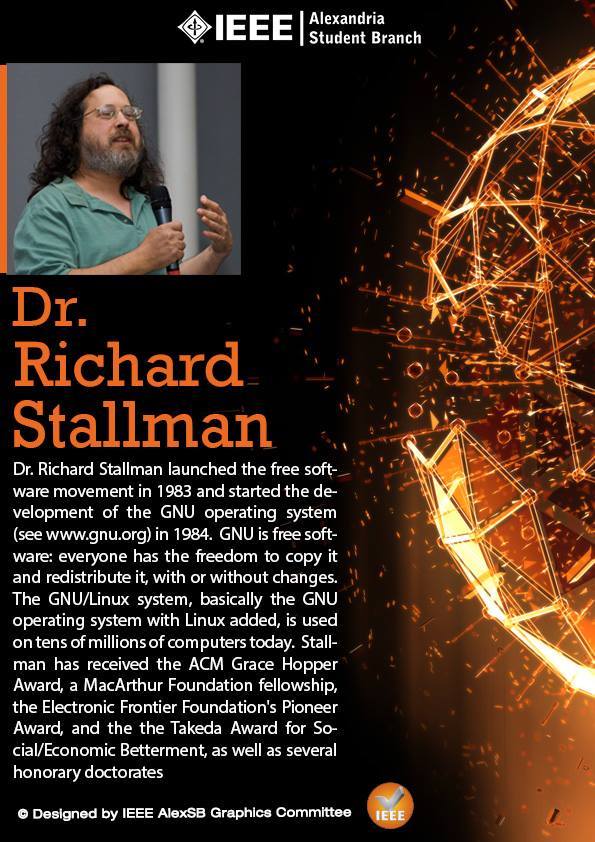 IEEE Alexandria
Student Branch
Dr.
Richard
Stallman
Dr. Richard Stallman launched the free soft-
ware movement in 1983 and started the de-
velopment of the GNU operating system
(see www.gnu.org) in 1984. GNU is free soft-
ware: everyone has the freedom to copy it
and redistribute it, with or without changes.
The GNU/Linux system, basically the GNU
operating system with Linux added, is used
on tens of millions of computers today. Stall-
man has received the ACM Grace Hopper
Award, a MacArthur Foundation fellowship,
the Electronic Frontier Foundation's Pioneer
Award, and the the Takeda Award for So-
cial/Economic Betterment, as well as several
honorary doctorates
© Designed by IEEE AlexSB Graphics Committee
IEEE